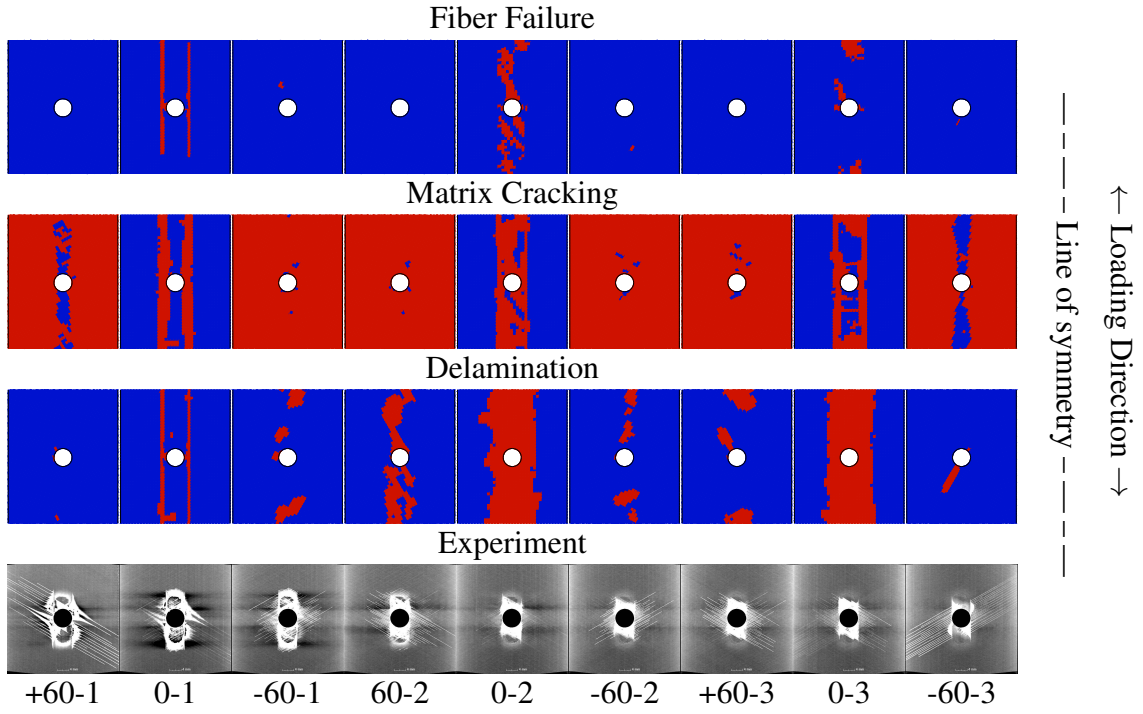 Fiber Failure
Matrix Cracking
Delamination
Experiment
+60-1 0-1 -60-1 60-2 0-2 -60-2 +60-3 0-3 -60-3
Line of symmetry
← Loading Direction →